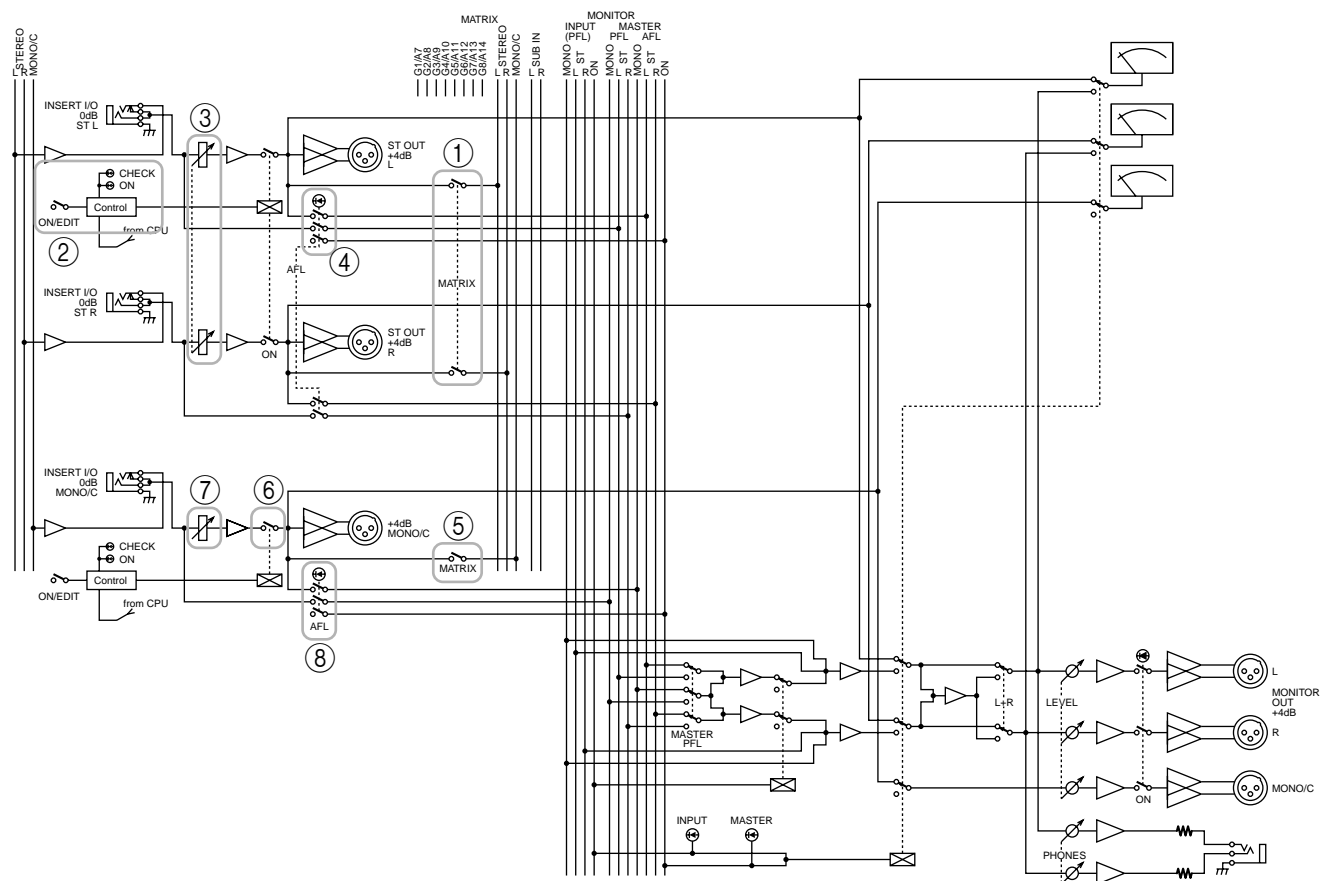 STEREO
L R
MONO/C
MATRIX
G1/A7
G2/A8
G3/A9
G4/A10
G5/A11
G6/A12
G7/A13
G8/A14
STEREO
L R
MONO/C
SUB IN
L R
MONITOR
INPUT
(PFL)
MONO
ST
L R
ON
MASTER
PFL
MONO
ST
L R
AFL
MONO
ST
L R
ON
INSERT I/O
0dB
ST L
3
ST OUT
+4dB
L
1
CHECK
ON
Control
ON/EDIT
from CPU
2
4
AFL
MATRIX
INSERT I/O
0dB
ST R
ON
ST OUT
+4dB
R
INSERT I/O
0dB
MONO/C
7
6
+4dB
MONO/C
5
MATRIX
CHECK
ON
Control
ON/EDIT
from CPU
AFL
8
MASTER
PFL
L+R
LEVEL
L
MONITOR
OUT
+4dB
R
ON
MONO/C
INPUT
MASTER
PHONES